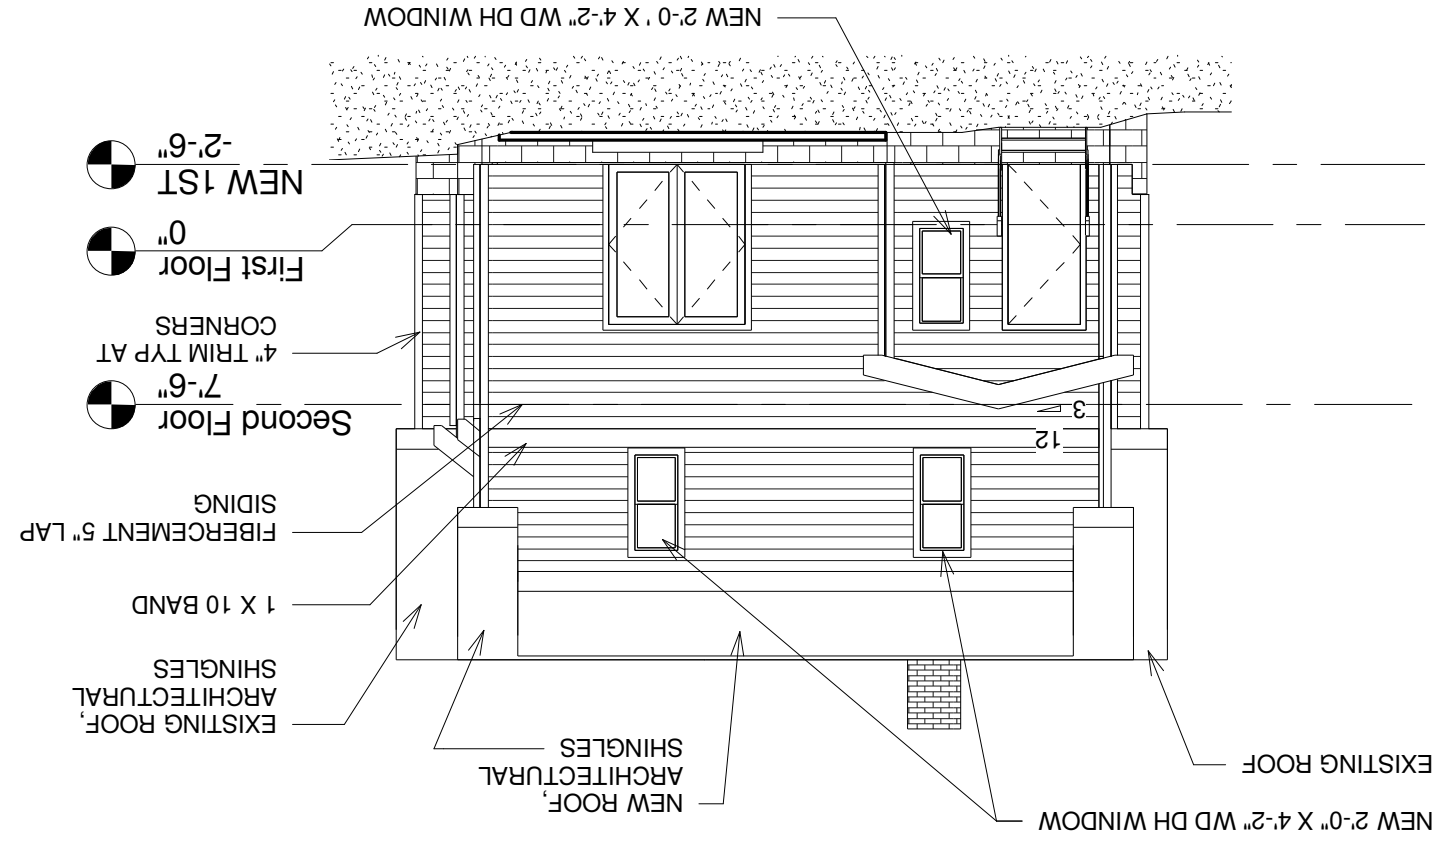 NEW 2'-0" X 4'-2" WD DH WINDOW
EXISTING ROOF
NEW ROOF,
ARCHITECTURAL
SHINGLES
EXISTING ROOF,
ARCHITECTURAL
SHINGLES
1 X 10 BAND
FIBERCEMENT 5" LAP
SIDING
12
3
Second Floor
7'-6"
4" TRIM TYP AT
CORNERS
First Floor
0"
NEW 1ST
-2'-6"
NEW 2'-0 ' X 4'-2" WD DH WINDOW